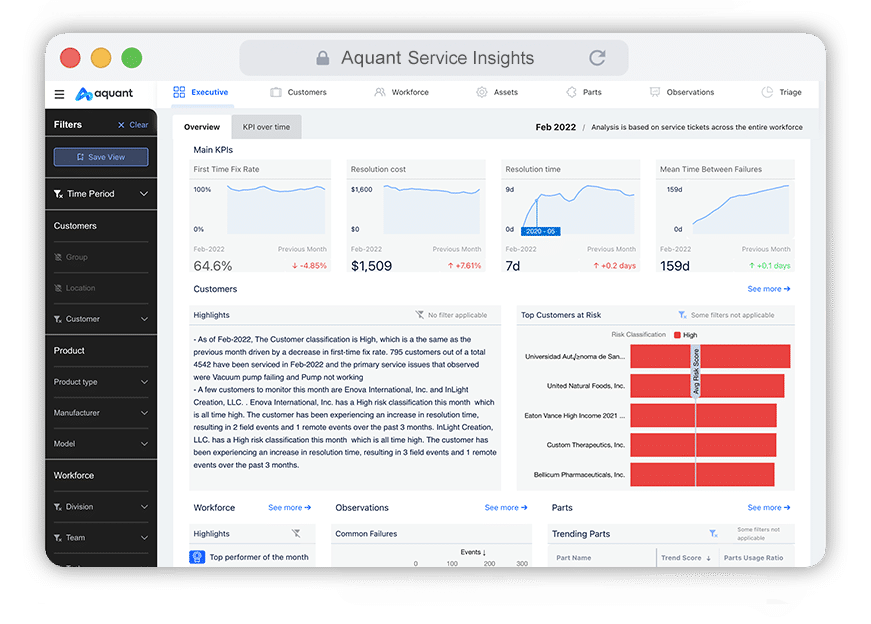 Aquant Service Insights
aquant
Executive
Customers
Workforce
Assets
Parts
Observations
Triage
Filters
Clear
Save View
Time Period
Customers
Group
Location
Customer
Product
Product type
Manufacturer
Model
Workforce
Division
Team
Overview
KPI over time
Feb 2022 / Analysis is based on service tickets across the entire workforce
Main KPIs
First Time Fix Rate
100%
0%
Feb-2022
Previous Month
64.6%
↓ -4.85%
Resolution cost
$1,600
$0
Feb-2022
Previous Month
$1,509
↑ +7.61%
Resolution time
9d
0d
2020 - 05
Feb-2022
Previous Month
7d
↑ +0.2 days
Mean Time Between Failures
159d
0d
Feb-2022
Previous Month
159d
↑ +0.1 days
Customers
See more →
Highlights
No filter applicable
- As of Feb-2022, The Customer classification is High, which is a the same as the
previous month driven by a decrease in first-time fix rate. 795 customers out of a total
4542 have been serviced in Feb-2022 and the primary service issues that observed
were Vacuum pump failing and Pump not working
- A few customers to monitor this month are Enova International, Inc. and InLight
Creation, LLC. . Enova International, Inc. has a High risk classification this month which
is all time high. The customer has been experiencing an increase in resolution time,
resulting in 2 field events and 1 remote events over the past 3 months. InLight Creation,
LLC. has a High risk classification this month which is all time high. The customer has
been experiencing an increase in resolution time, resulting in 3 field events and 1 remote
events over the past 3 months.
Top Customers at Risk
Some filters not applicable
Risk Classification
High
Universidad Autónoma de San...
United Natural Foods, Inc.
Eaton Vance High Income 2021 ...
Custom Therapeutics, Inc.
Bellicum Pharmaceuticals, Inc.
Avg Risk Score
Workforce
See more →
Highlights
Top performer of the month
Observations
See more →
Common Failures
Events ↓
0 100 200 300
Parts
See more →
Trending Parts
Some filters not
applicable
Part Name
Trend Score ↓
Parts Usage Ratio